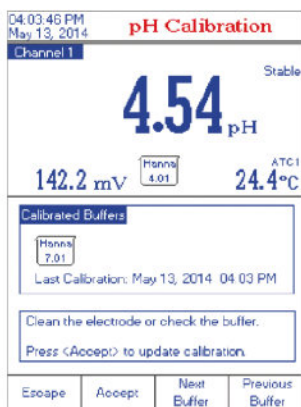 04:03:46 PM
May 13, 2014
pH Calibration
Channel 1
Stable
4.54 pH
142.2 mV
Hanna
4.01
ATC1
24.4°C
Calibrated Buffers
Hanna
7.01
Last Calibration: May 13, 2014 04:03 PM
Clean the electrode or check the buffer.
Press <Accept> to update calibration.
Escape
Accept
Next
Buffer
Previous
Buffer